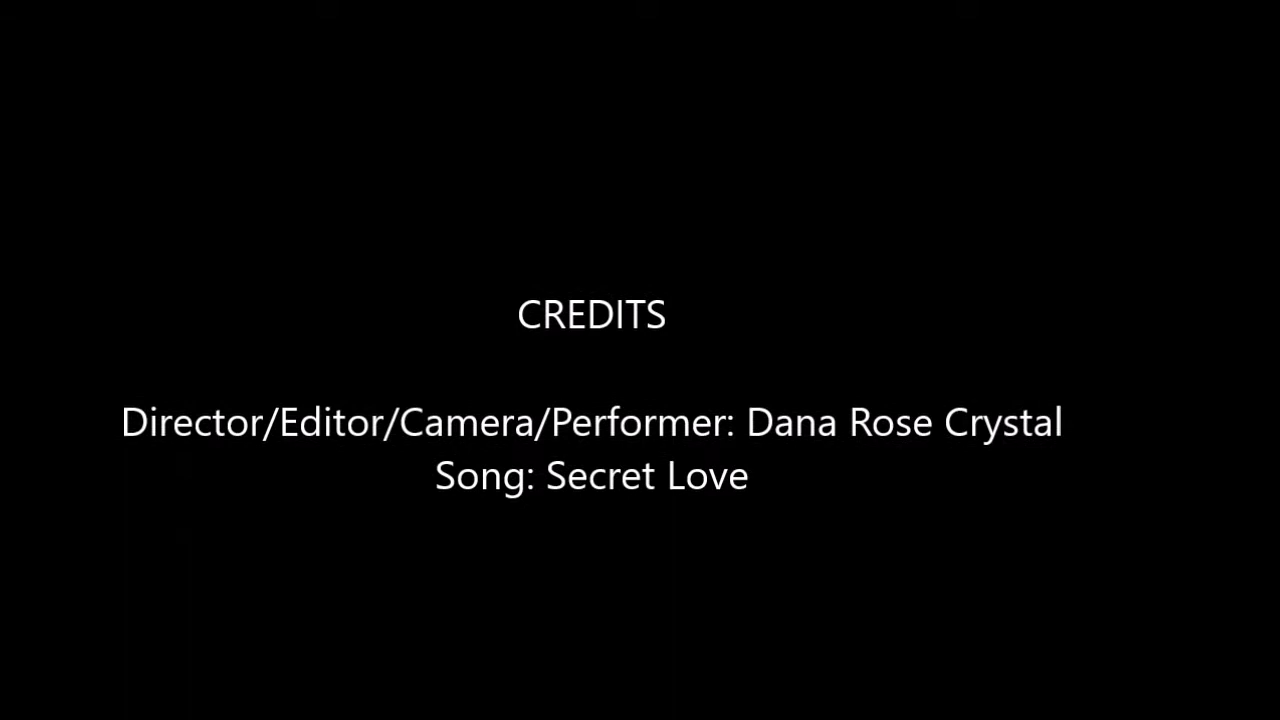 CREDITS
Director/Editor/Camera/Performer: Dana Rose Crystal
Song: Secret Love